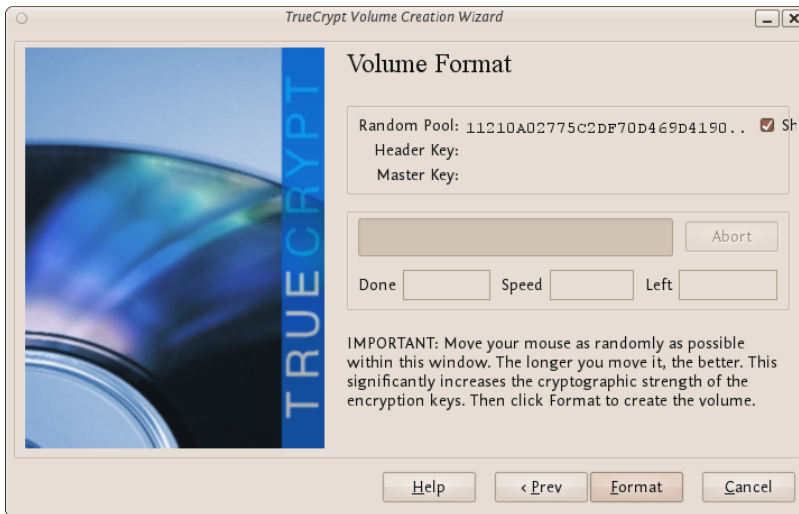 TrueCrypt Volume Creation Wizard
TRUECRYPT
Volume Format
Random Pool: 11210A02775C2DF70D469D4190.. Sh
Header Key:
Master Key:
Abort
Done Speed Left
IMPORTANT: Move your mouse as randomly as possible
within this window. The longer you move it, the better. This
significantly increases the cryptographic strength of the
encryption keys. Then click Format to create the volume.
Help < Prev Format Cancel